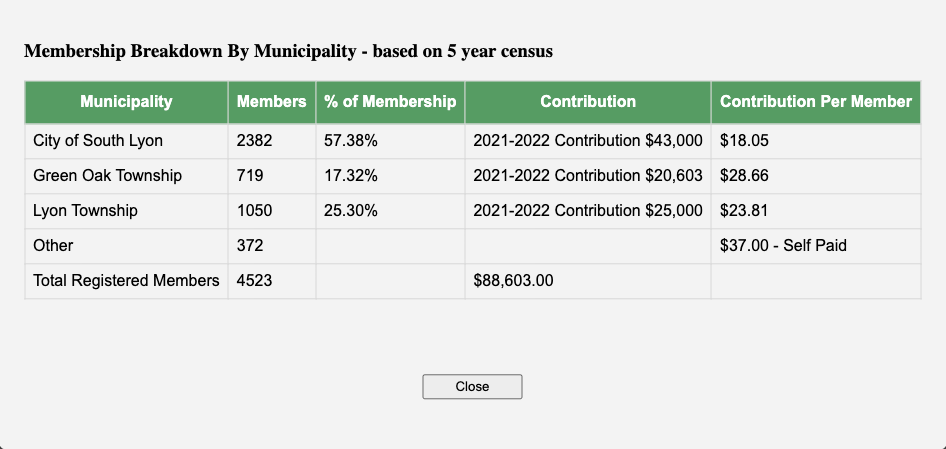 Membership Breakdown By Municipality - based on 5 year census
Municipality Members % of Membership Contribution Contribution Per Member
City of South Lyon 2382 57.38% 2021-2022 Contribution $43,000 $18.05
Green Oak Township 719 17.32% 2021-2022 Contribution $20,603 $28.66
Lyon Township 1050 25.30% 2021-2022 Contribution $25,000 $23.81
Other 372 $37.00 - Self Paid
Total Registered Members 4523 $88,603.00
Close